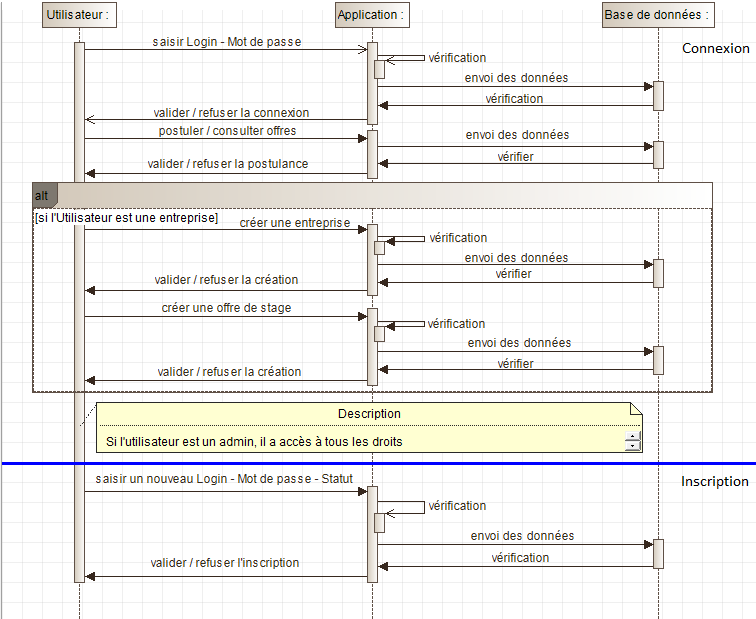 Utilisateur :
Application :
Base de données :
saisir Login - Mot de passe
Connexion
vérification
envoi des données
vérification
valider / refuser la connexion
postuler / consulter offres
envoi des données
vérifier
valider / refuser la postulance
alt
[si l'Utilisateur est une entreprise]
créer une entreprise
vérification
envoi des données
vérifier
valider / refuser la création
créer une offre de stage
vérification
envoi des données
vérifier
valider / refuser la création
Description
Si l'utilisateur est un admin, il a accès à tous les droits
saisir un nouveau Login - Mot de passe - Statut
Inscription
vérification
envoi des données
vérification
valider / refuser l'inscription